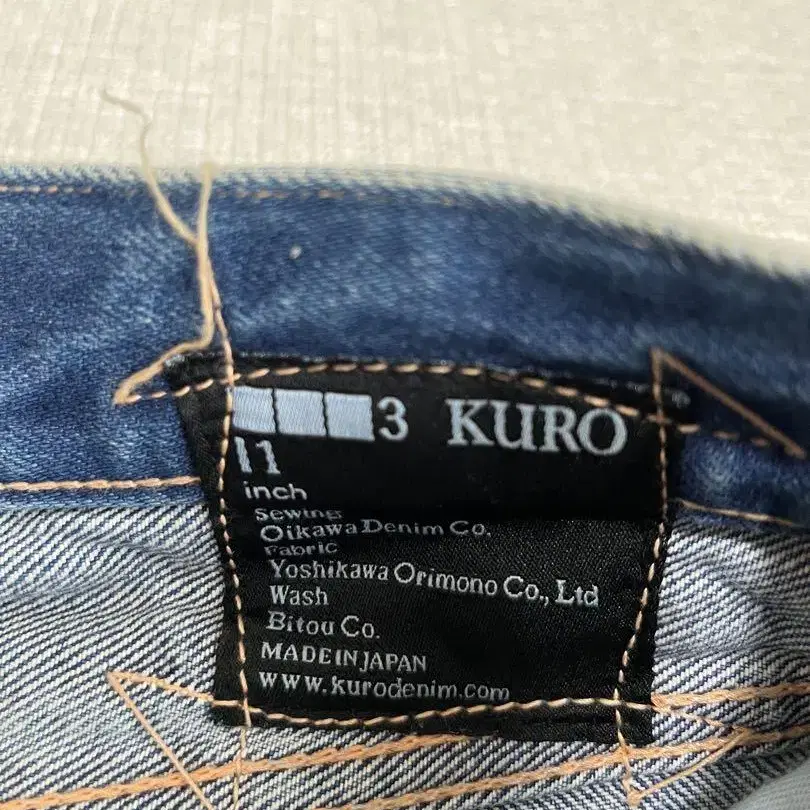 3 KURO
1
inch
Sewing
Oikawa Denim Co.
Fabric
Yoshikawa Orimono Co., Ltd
Wash
Bitou Co.
MADE IN JAPAN
www.kurodenim.com